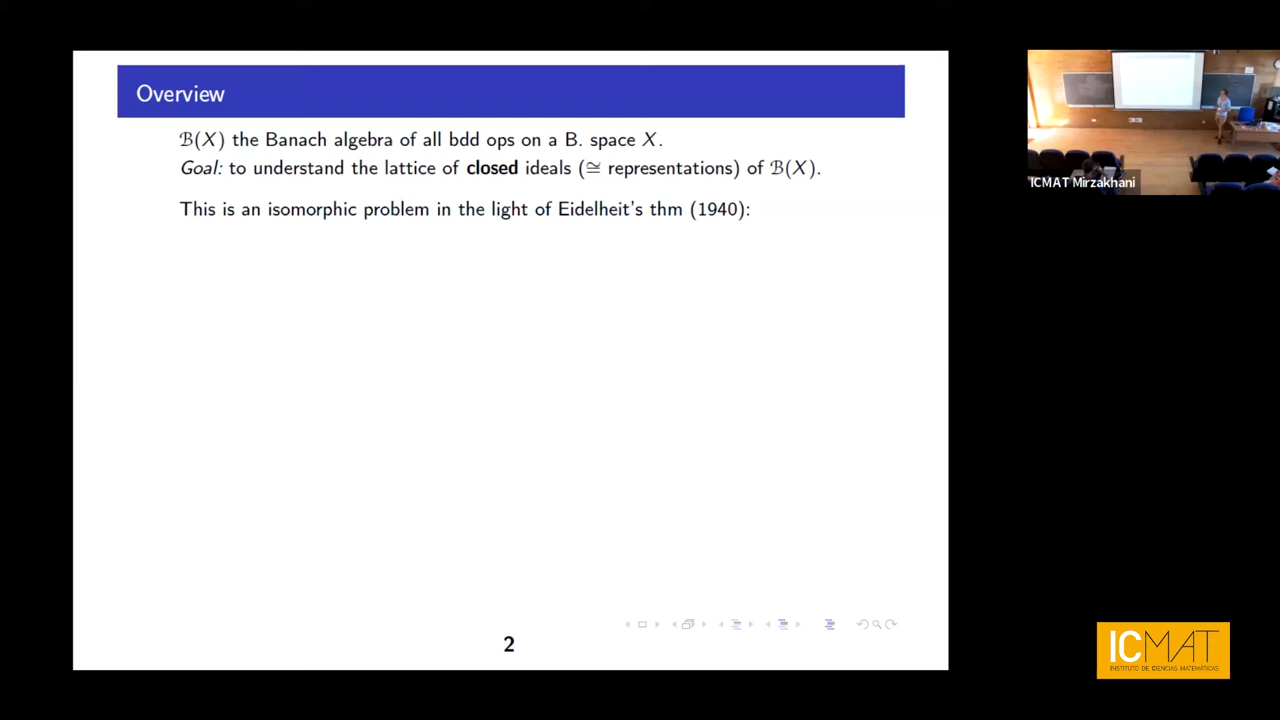 Overview
ℬ(X) the Banach algebra of all bdd ops on a B. space X.
Goal: to understand the lattice of closed ideals (≅ representations) of ℬ(X).
This is an isomorphic problem in the light of Eidelheit's thm (1940):
2
ICMAT Mirzakhani
ICMAT
INSTITUTO DE CIENCIAS MATEMÁTICAS